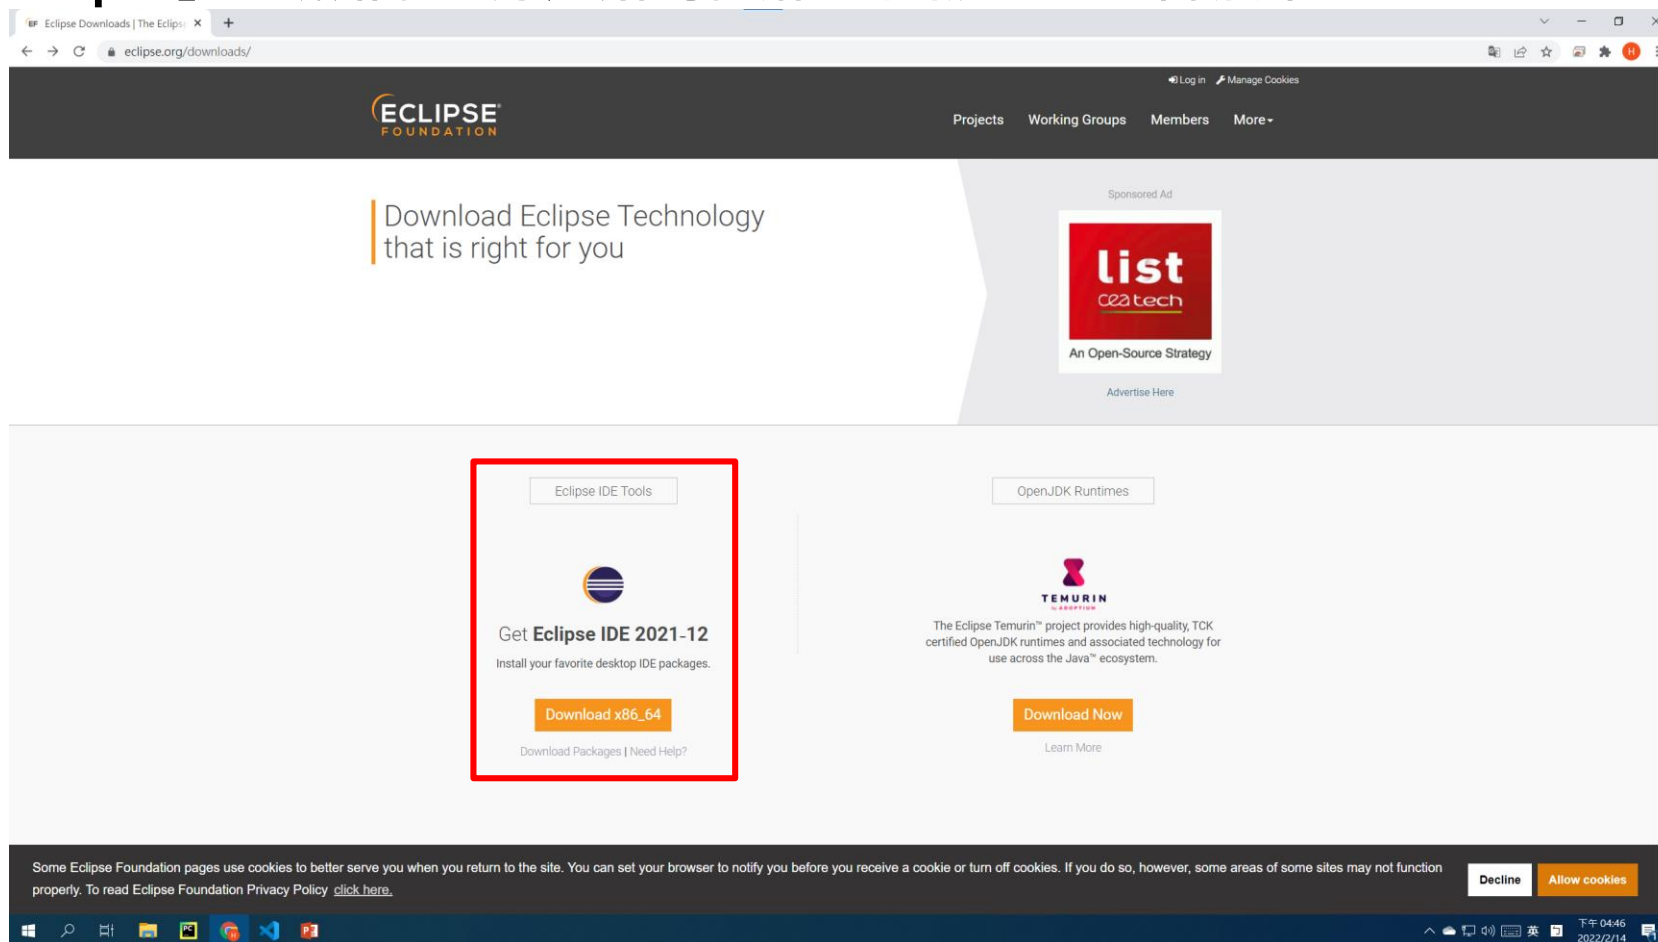 Eclipse Downloads | The Eclips
eclipse.org/downloads/
Log in Manage Cookies
ECLIPSE
FOUNDATION
Projects Working Groups Members More
Download Eclipse Technology
that is right for you
Sponsored Ad
list
ceatech
An Open-Source Strategy
Advertise Here
Eclipse IDE Tools
Get Eclipse IDE 2021-12
Install your favorite desktop IDE packages.
Download x86_64
Download Packages | Need Help?
OpenJDK Runtimes
TEMURIN
by ADOPTIUM
The Eclipse Temurin™ project provides high-quality, TCK
certified OpenJDK runtimes and associated technology for
use across the Java™ ecosystem.
Download Now
Learn More
Some Eclipse Foundation pages use cookies to better serve you when you return to the site. You can set your browser to notify you before you receive a cookie or turn off cookies. If you do so, however, some areas of some sites may not function
properly. To read Eclipse Foundation Privacy Policy click here.
Decline Allow cookies
英
下午 04:46
2022/2/14